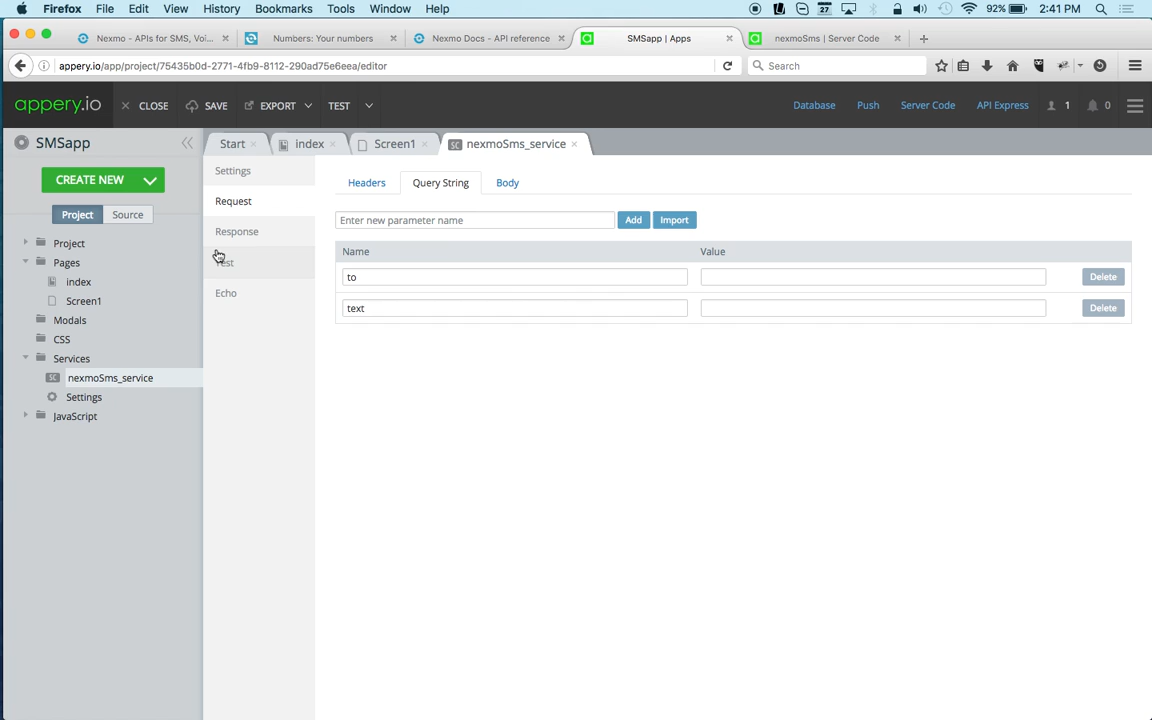 Firefox File Edit View History Bookmarks Tools Window Help 27 92% 2:41 PM
Nexmo - APIs for SMS, Voi... Numbers: Your numbers Nexmo Docs - API reference SMSapp | Apps nexmoSms | Server Code
appery.io/app/project/75435b0d-2771-4fb9-8112-290ad75e6eea/editor Search
appery.io CLOSE SAVE EXPORT TEST Database Push Server Code API Express 1 0
SMSapp Start index Screen1 nexmoSms_service
CREATE NEW
Project Source
Project
Pages
index
Screen1
Modals
CSS
Services
SC nexmoSms_service
Settings
JavaScript
Settings
Request
Response
Test
Echo
Headers Query String Body
Enter new parameter name Add Import
Name Value
to Delete
text Delete